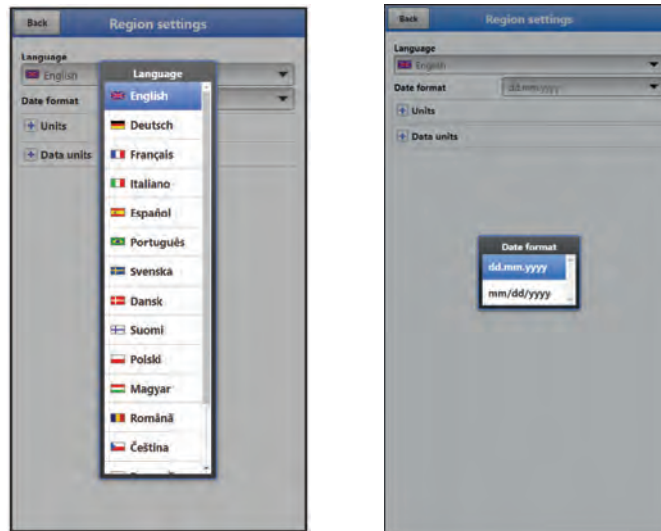 Back Region settings
Language
English
Date format
Units
Data units
Language
English
Deutsch
Français
Italiano
Español
Português
Svenska
Dansk
Suomi
Polski
Magyar
Română
Čeština
Back Region settings
Language
English
Date format dd.mm.yyyy
Units
Data units
Date format
dd.mm.yyyy
mm/dd/yyyy